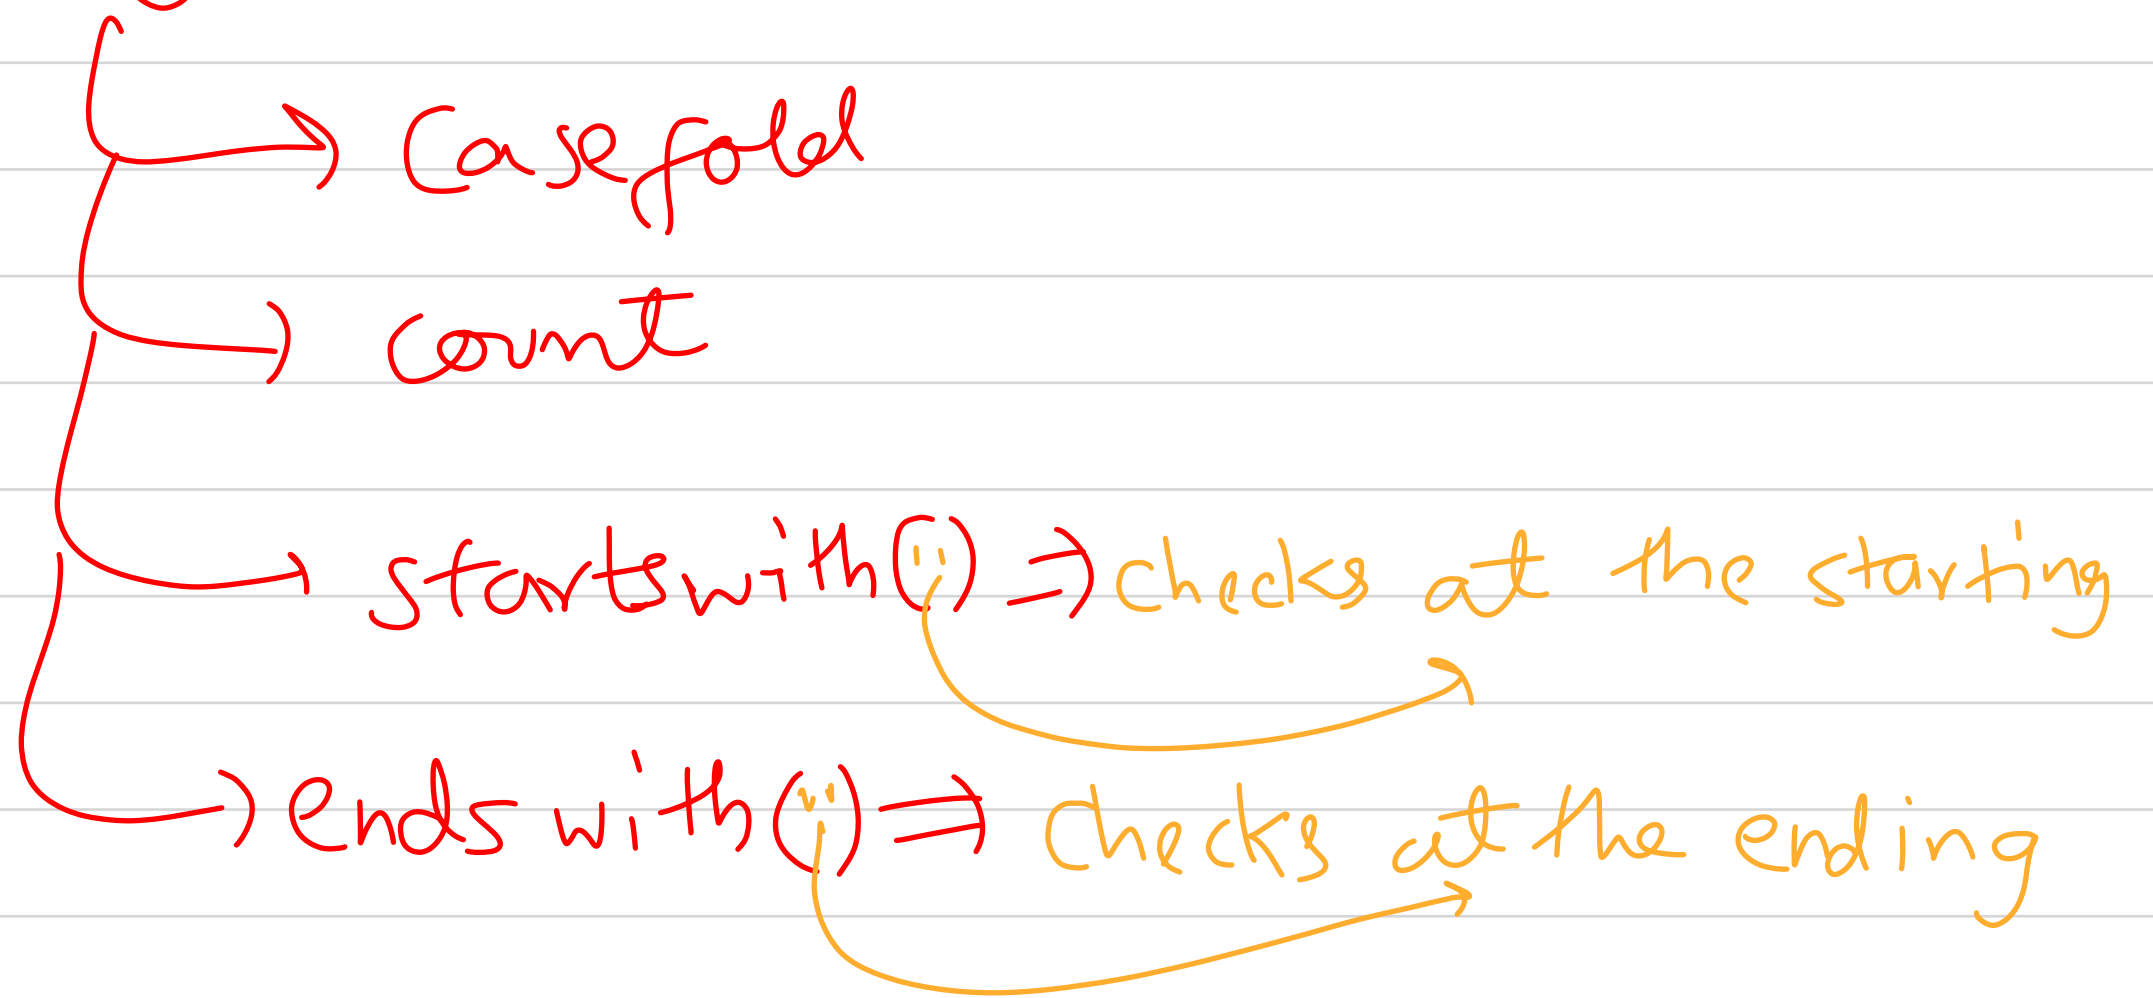 Casefold
Count
startswith("") ⇒ checks at the starting
endswith("") ⇒ checks at the ending